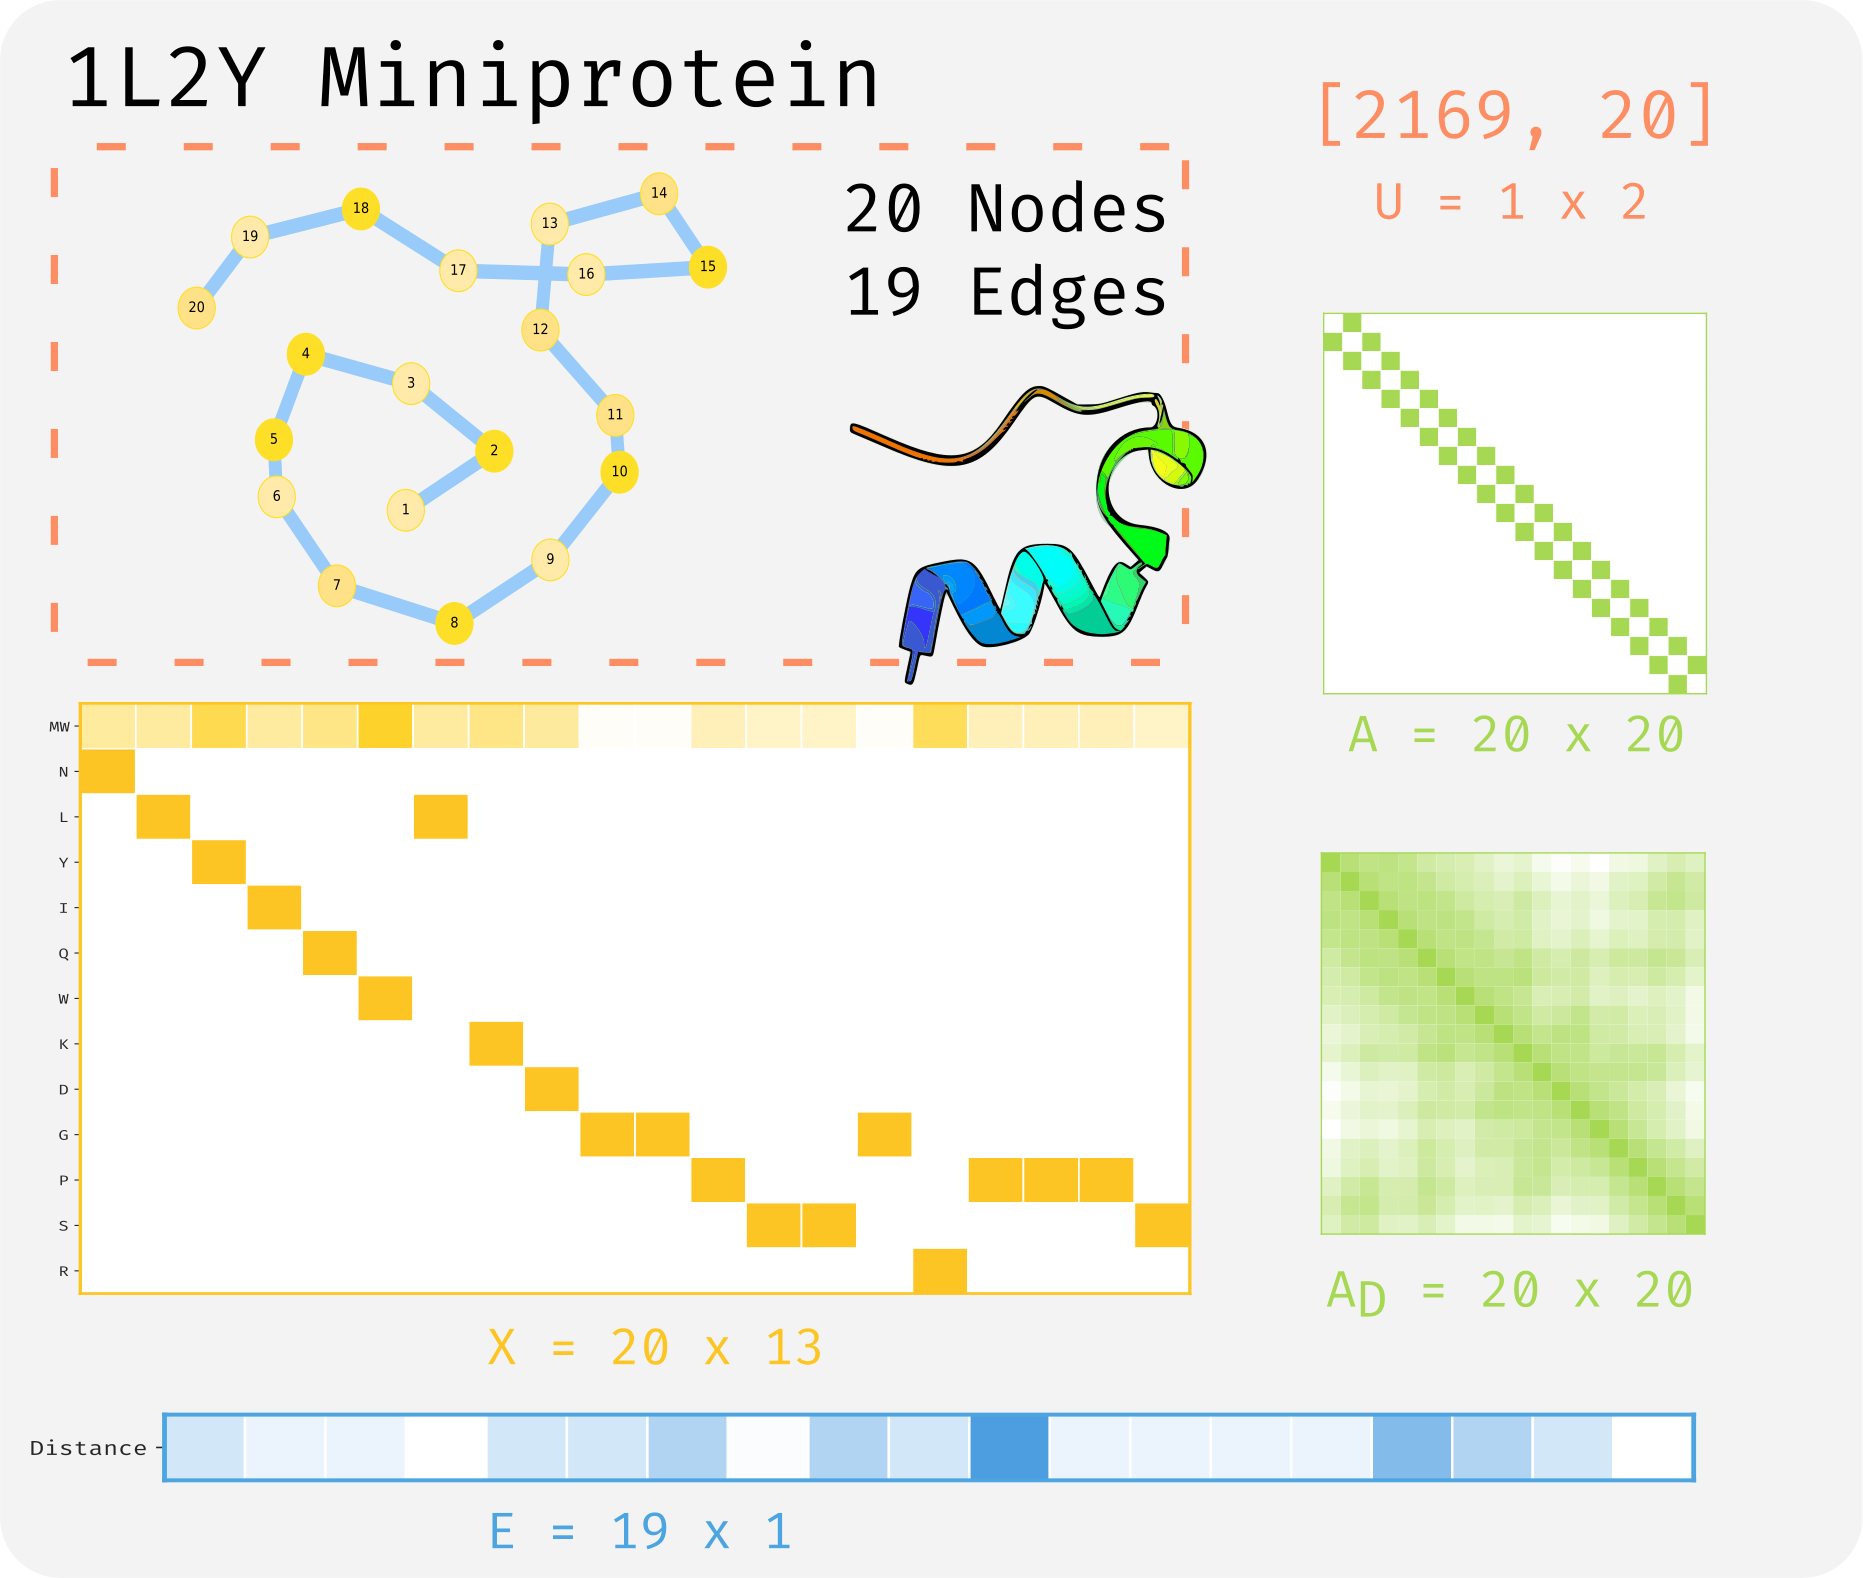 1L2Y Miniprotein
[2169, 20]
U = 1 x 2
20 Nodes
19 Edges
14
18
13
19
17
16
15
20
12
4
3
11
5
2
10
6
1
9
7
8
A = 20 x 20
MW
N
L
Y
I
Q
W
K
D
G
P
S
R
A_D = 20 x 20
X = 20 x 13
Distance
E = 19 x 1